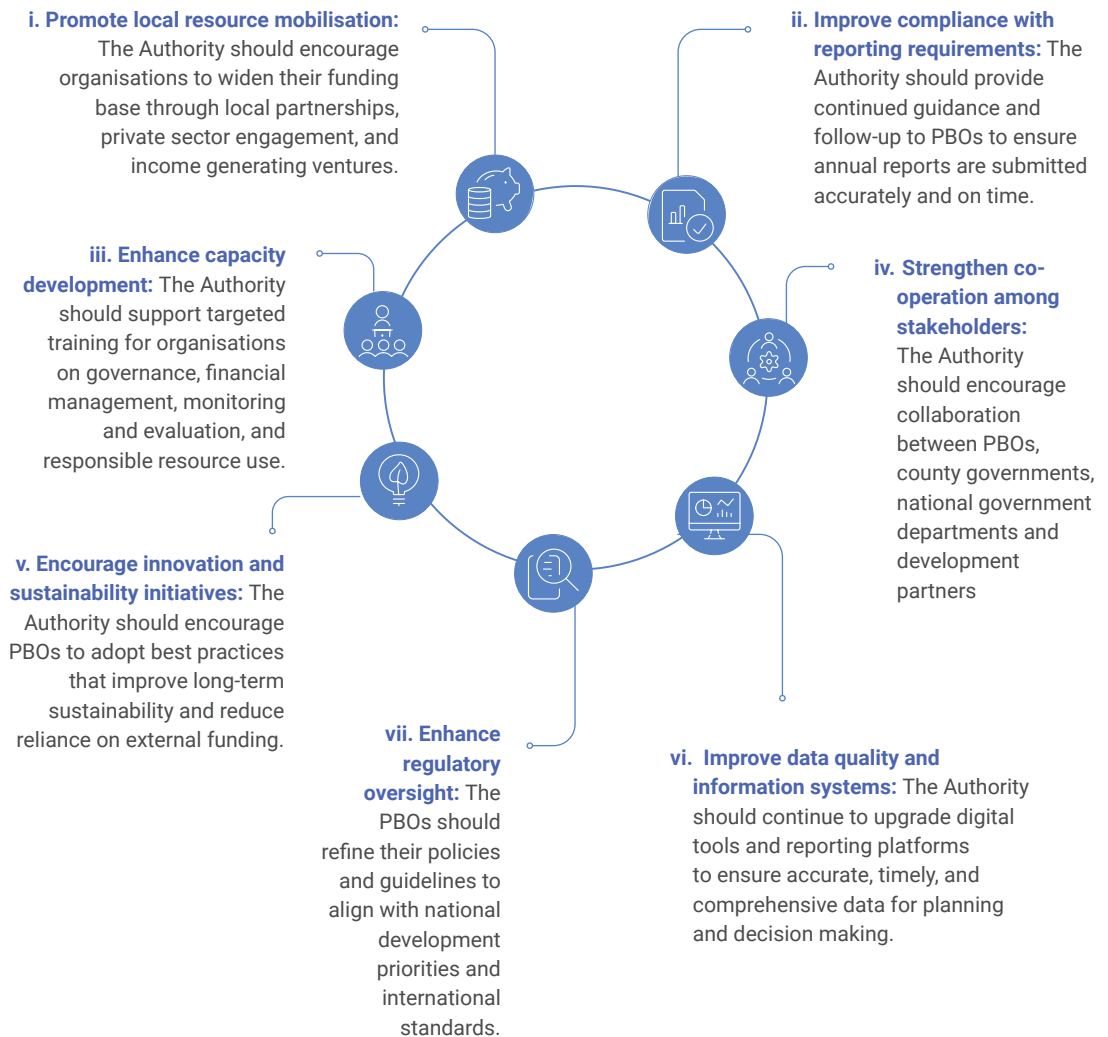 i. Promote local resource mobilisation:
The Authority should encourage
organisations to widen their funding
base through local partnerships,
private sector engagement, and
income generating ventures.
ii. Improve compliance with
reporting requirements: The
Authority should provide
continued guidance and
follow-up to PBOs to ensure
annual reports are submitted
accurately and on time.
iii. Enhance capacity
development: The Authority
should support targeted
training for organisations
on governance, financial
management, monitoring
and evaluation, and
responsible resource use.
iv. Strengthen co-
operation among
stakeholders:
The Authority
should encourage
collaboration
between PBOs,
county governments,
national government
departments and
development
partners
v. Encourage innovation and
sustainability initiatives: The
Authority should encourage
PBOs to adopt best practices
that improve long-term
sustainability and reduce
reliance on external funding.
vi. Improve data quality and
information systems: The Authority
should continue to upgrade digital
tools and reporting platforms
to ensure accurate, timely, and
comprehensive data for planning
and decision making.
vii. Enhance
regulatory
oversight: The
PBOs should
refine their policies
and guidelines to
align with national
development
priorities and
international
standards.